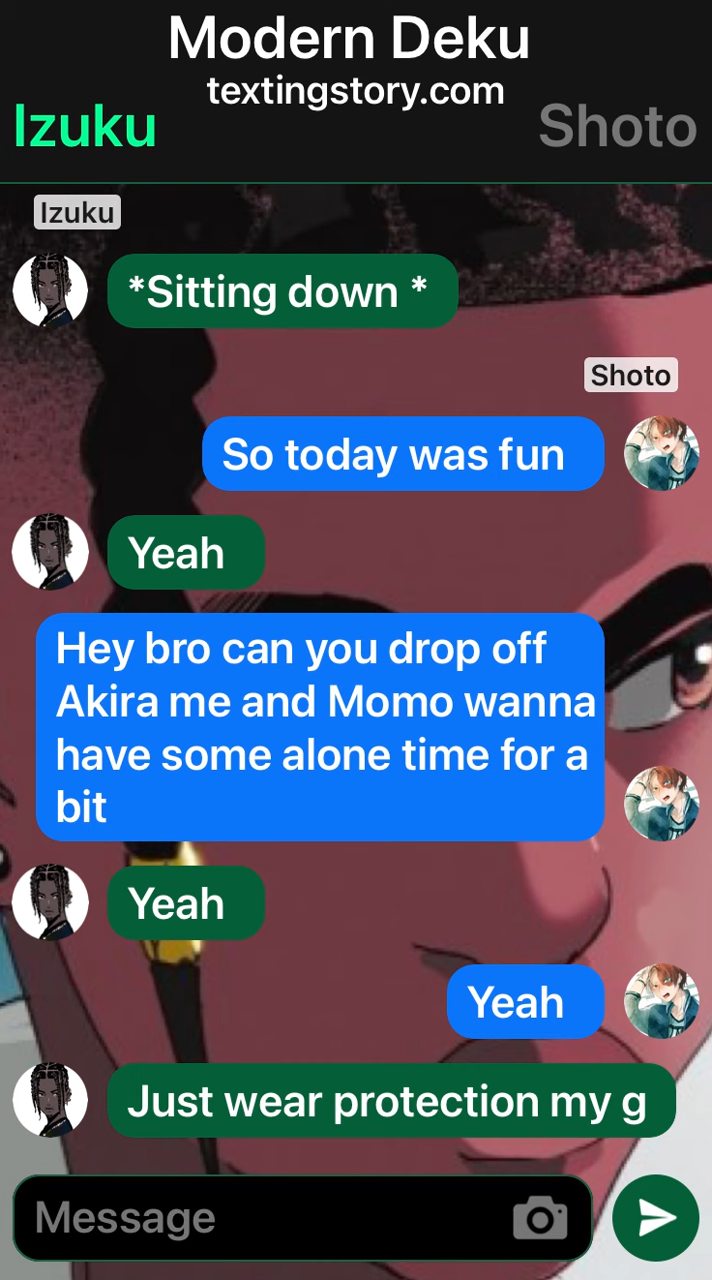 Modern Deku
textingstory.com
Izuku
Shoto
Izuku
*Sitting down *
Shoto
So today was fun
Yeah
Hey bro can you drop off
Akira me and Momo wanna
have some alone time for a
bit
Yeah
Yeah
Just wear protection my g
Message